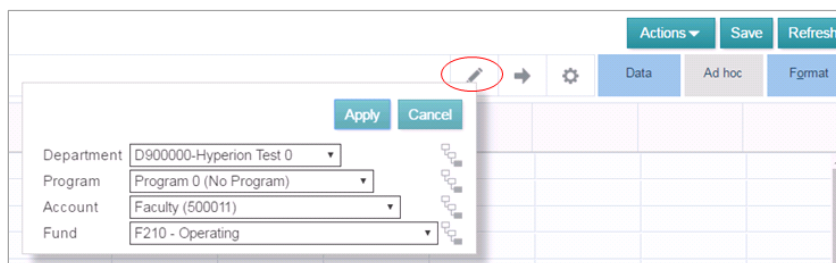 Actions Save Refresh
Data Ad hoc Format
Apply Cancel
Department D900000-Hyperion Test 0
Program Program 0 (No Program)
Account Faculty (500011)
Fund F210 - Operating